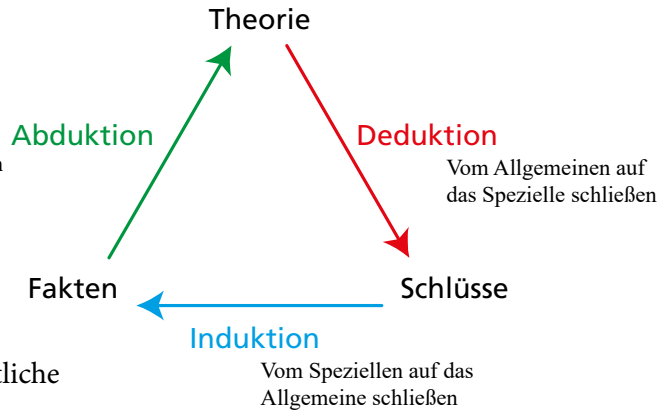 Theorie
Abduktion
Deduktion
Vom Allgemeinen auf
das Spezielle schließen
Fakten
Schlüsse
Induktion
Vom Speziellen auf das
Allgemeine schließen